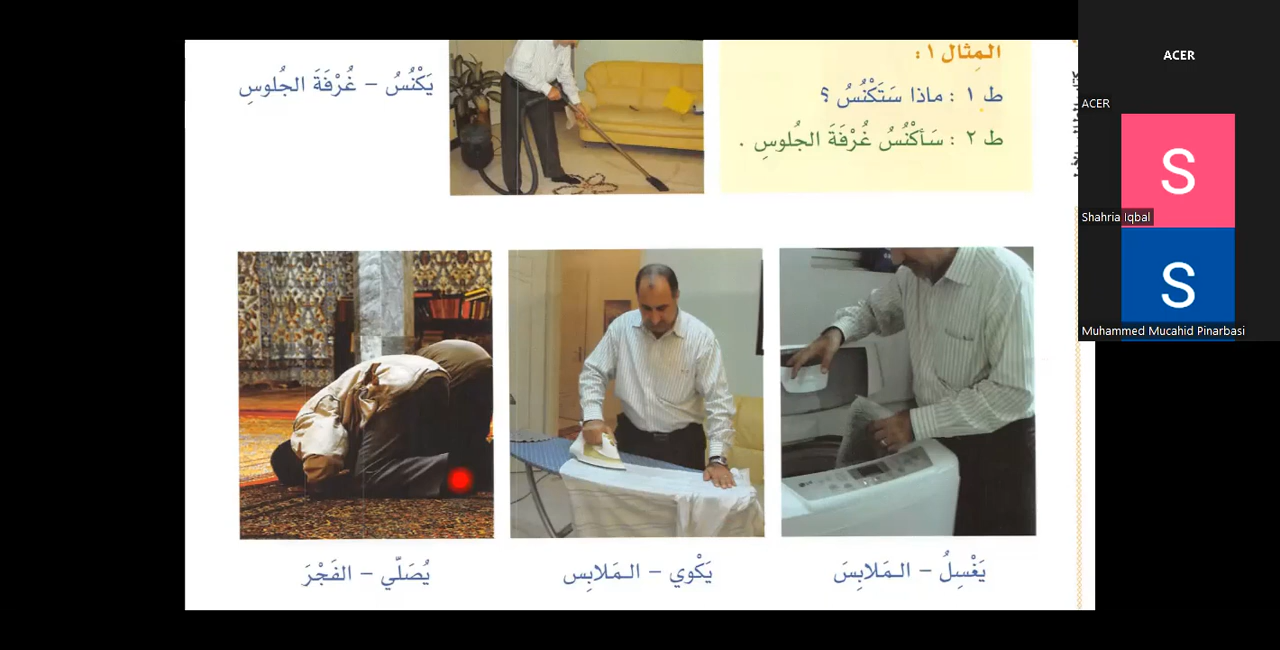 المِثال ١ :
ط ١ : ماذا سَتَكْنُسُ ؟
ط ٢ : سَأَكْنُسُ غُرْفَةَ الجُلوسِ .
يَكْنُسُ – غُرْفَةَ الجُلوسِ
يَغْسِلُ – المَلابِسَ
يَكْوي – المَلابِس
يُصَلّي – الفَجْرَ
ACER
ACER
S
Shahria Iqbal
S
Muhammed Mucahid Pinarbasi